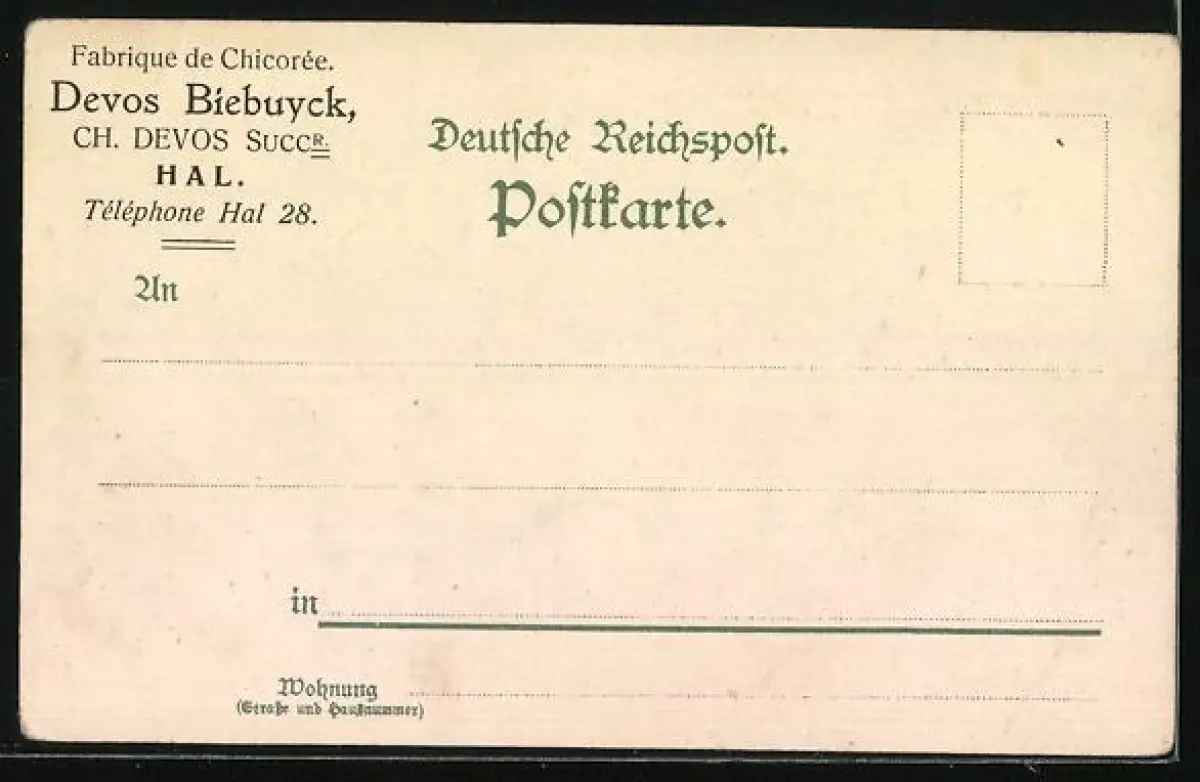 Fabrique de Chicorée.
Devos Biebuyck,
CH. DEVOS SUCCR.
HAL.
Téléphone Hal 28.
Deutſche Reichspoſt.
Poſtkarte.
An
in
Wohnung
(Straße und Hausnummer)